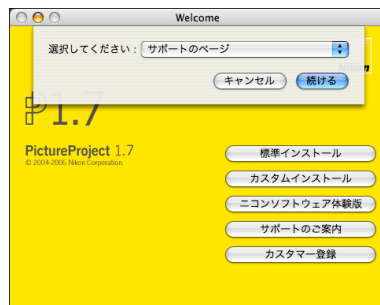 Welcome
選択してください : サポートのページ
キャンセル
続ける
Nikon
P1.7
PictureProject 1.7
© 2004-2006 Nikon Corporation.
標準インストール
カスタムインストール
ニコンソフトウェア体験版
サポートのご案内
カスタマー登録